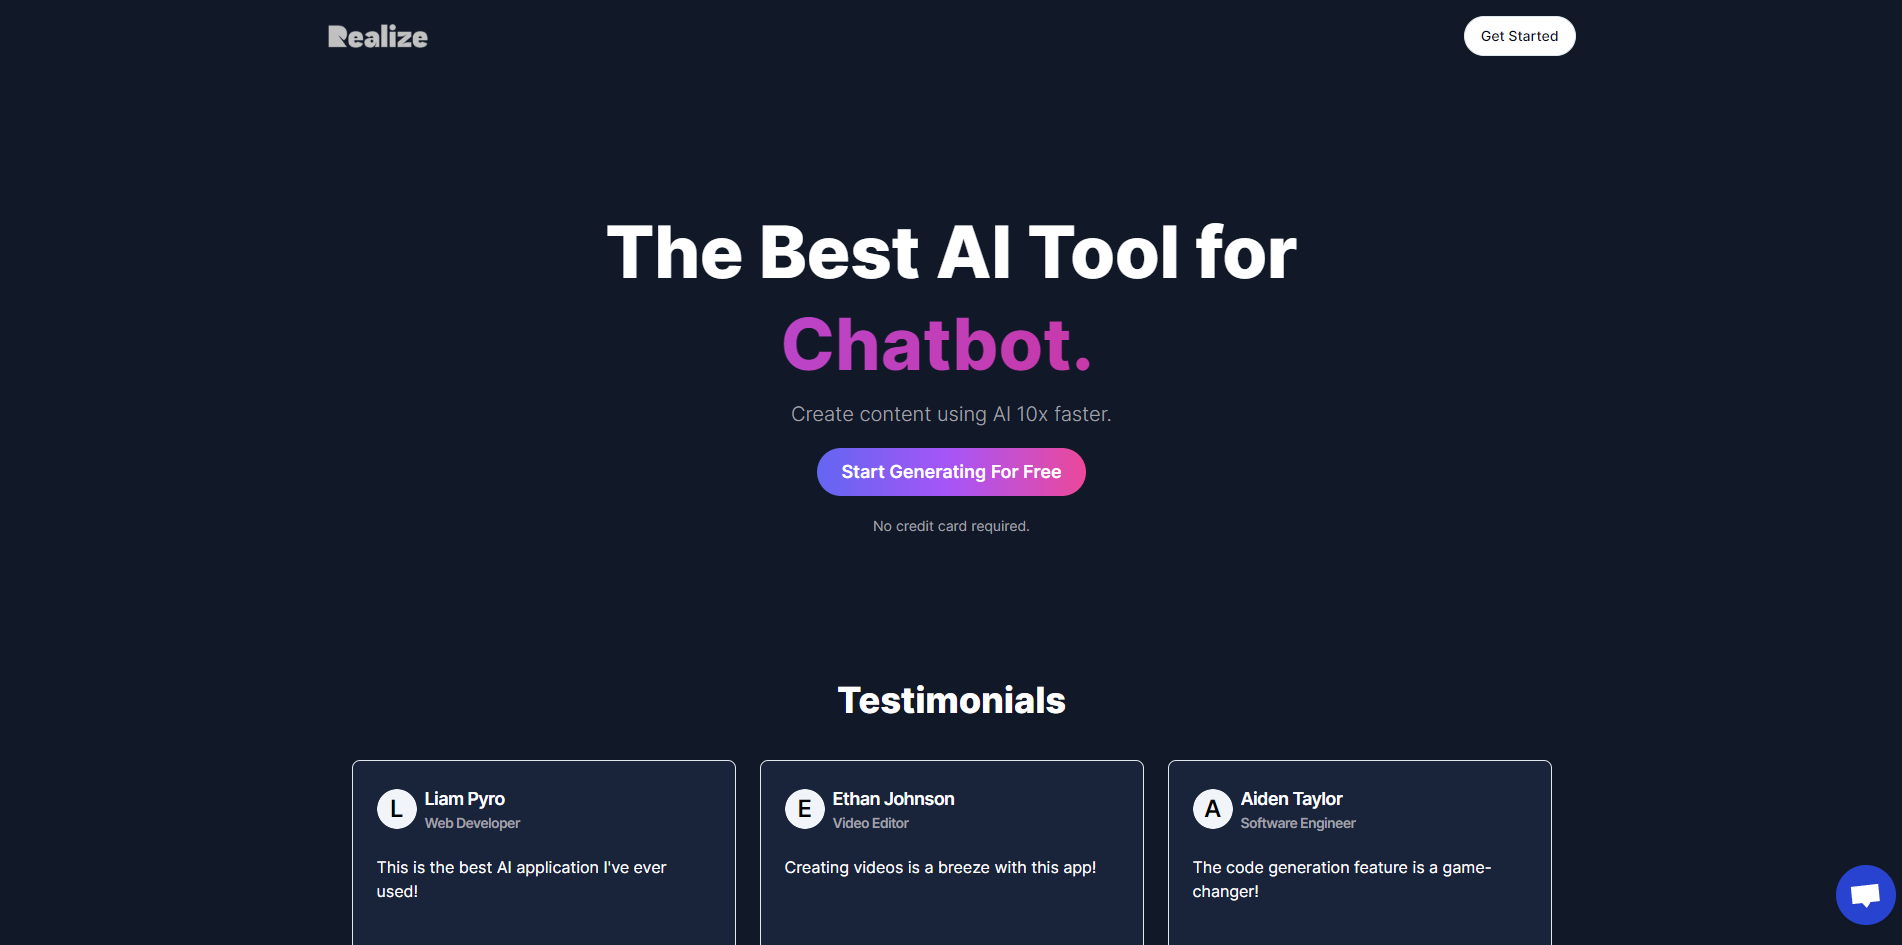 Realize
Get Started
The Best AI Tool for
Chatbot.
Create content using AI 10x faster.
Start Generating For Free
No credit card required.
Testimonials
L
Liam Pyro
Web Developer
This is the best AI application I've ever
used!
E
Ethan Johnson
Video Editor
Creating videos is a breeze with this app!
A
Aiden Taylor
Software Engineer
The code generation feature is a game-
changer!